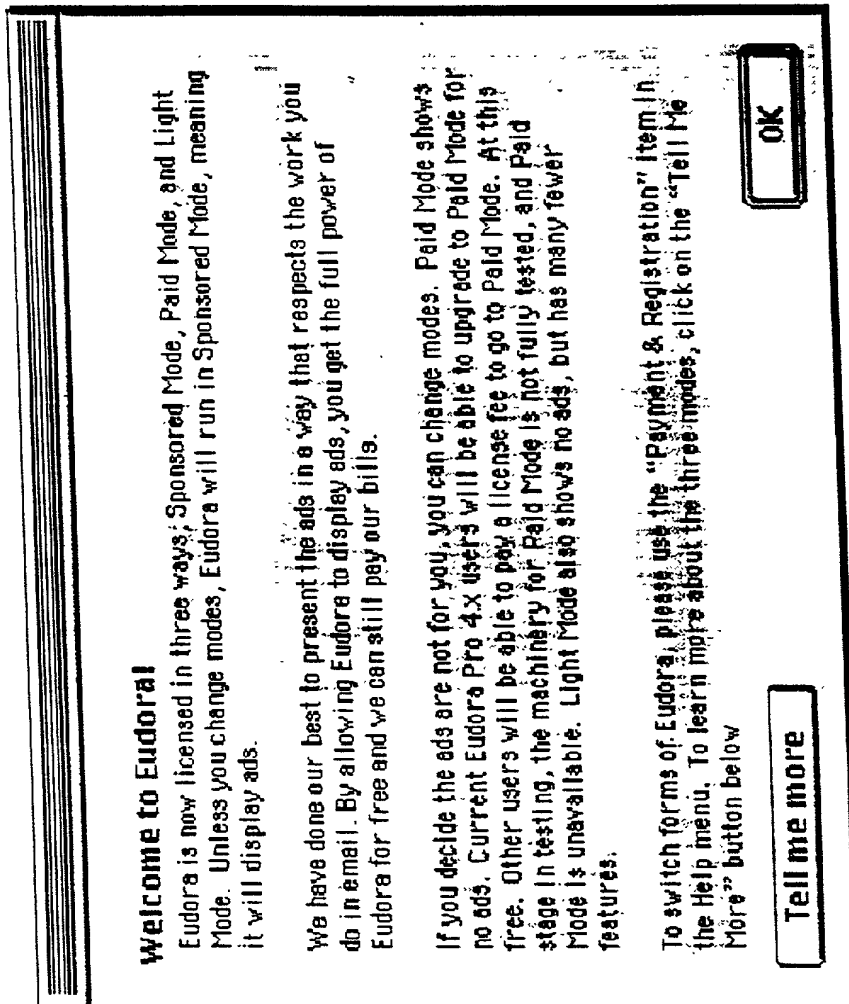 Welcome to Eudora!
Eudora is now licensed in three ways; Sponsored Mode, Paid Mode, and Light
Mode. Unless you change modes, Eudora will run in Sponsored Mode, meaning
it will display ads.
We have done our best to present the ads in a way that respects the work you
do in email. By allowing Eudora to display ads, you get the full power of
Eudora for free and we can still pay our bills.
If you decide the ads are not for you, you can change modes. Paid Mode shows
no ads. Current Eudora Pro 4.x users will be able to upgrade to Paid Mode for
free. Other users will be able to pay a license fee to go to Paid Mode. At this
stage in testing, the machinery for Paid Mode is not fully tested, and Paid
Mode is unavailable. Light Mode also shows no ads, but has many fewer
features.
To switch forms of Eudora, please use the “Payment & Registration” item in
the Help menu. To learn more about the three modes, click on the “Tell Me
More” button below
Tell me more
OK